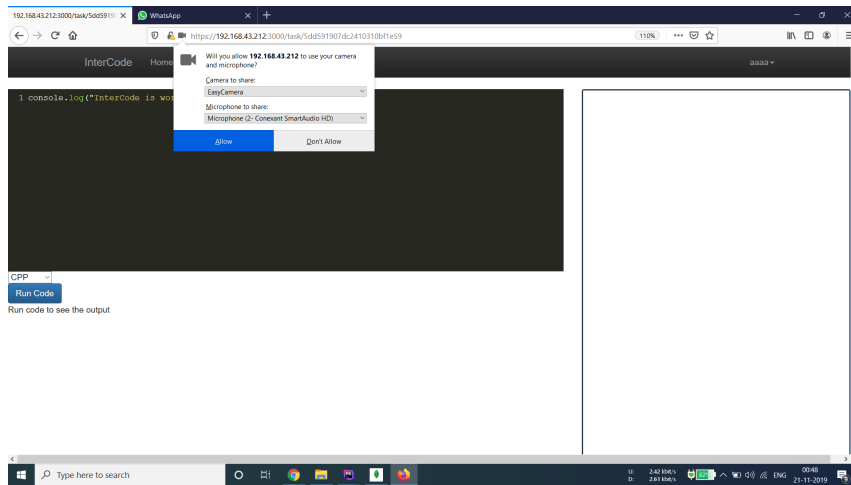 192.168.43.212:3000/task/5dd5919
WhatsApp
https://192.168.43.212:3000/task/5dd591907dc2410310bf1e59
110%
InterCode
Home
aaaa
Will you allow 192.168.43.212 to use your camera
and microphone?
Camera to share:
EasyCamera
Microphone to share:
Microphone (2- Conexant SmartAudio HD)
Allow
Don't Allow
1 console.log("InterCode is wor
CPP
Run Code
Run code to see the output
Type here to search
U: 2.42 kbit/s
D: 2.61 kbit/s
ENG
00:48
21-11-2019